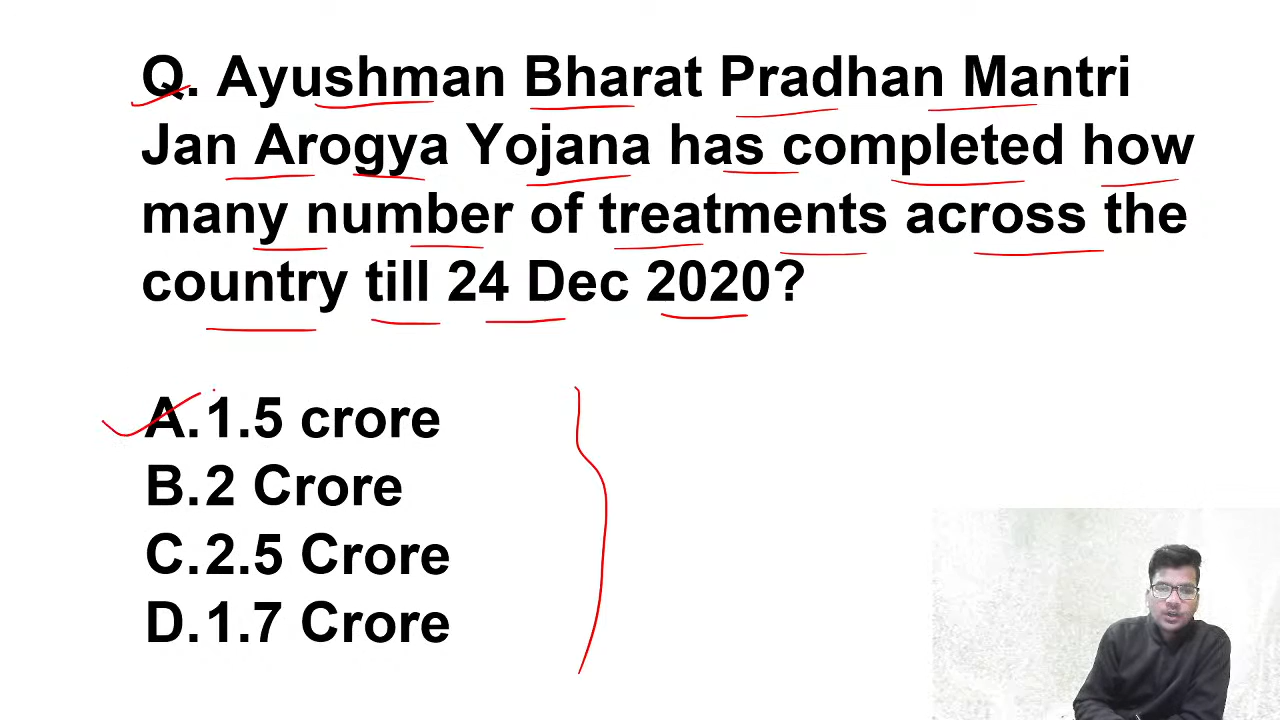 Q. Ayushman Bharat Pradhan Mantri
Jan Arogya Yojana has completed how
many number of treatments across the
country till 24 Dec 2020?
A.1.5 crore
B.2 Crore
C.2.5 Crore
D.1.7 Crore